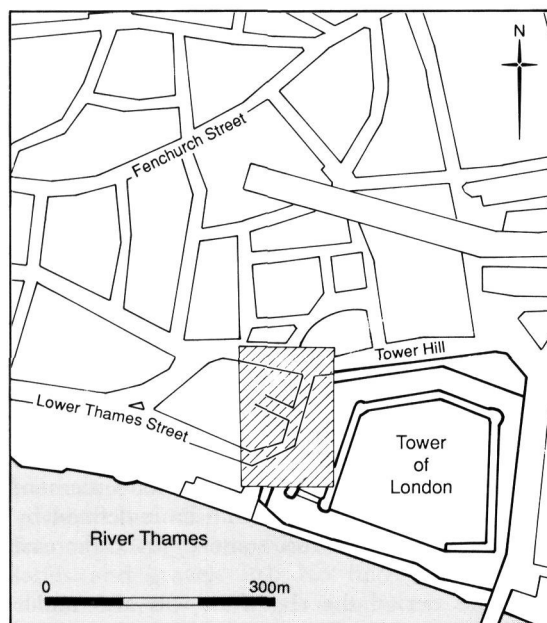 N
Fenchurch Street
Tower Hill
Lower Thames Street
Tower
of
London
River Thames
0 300m